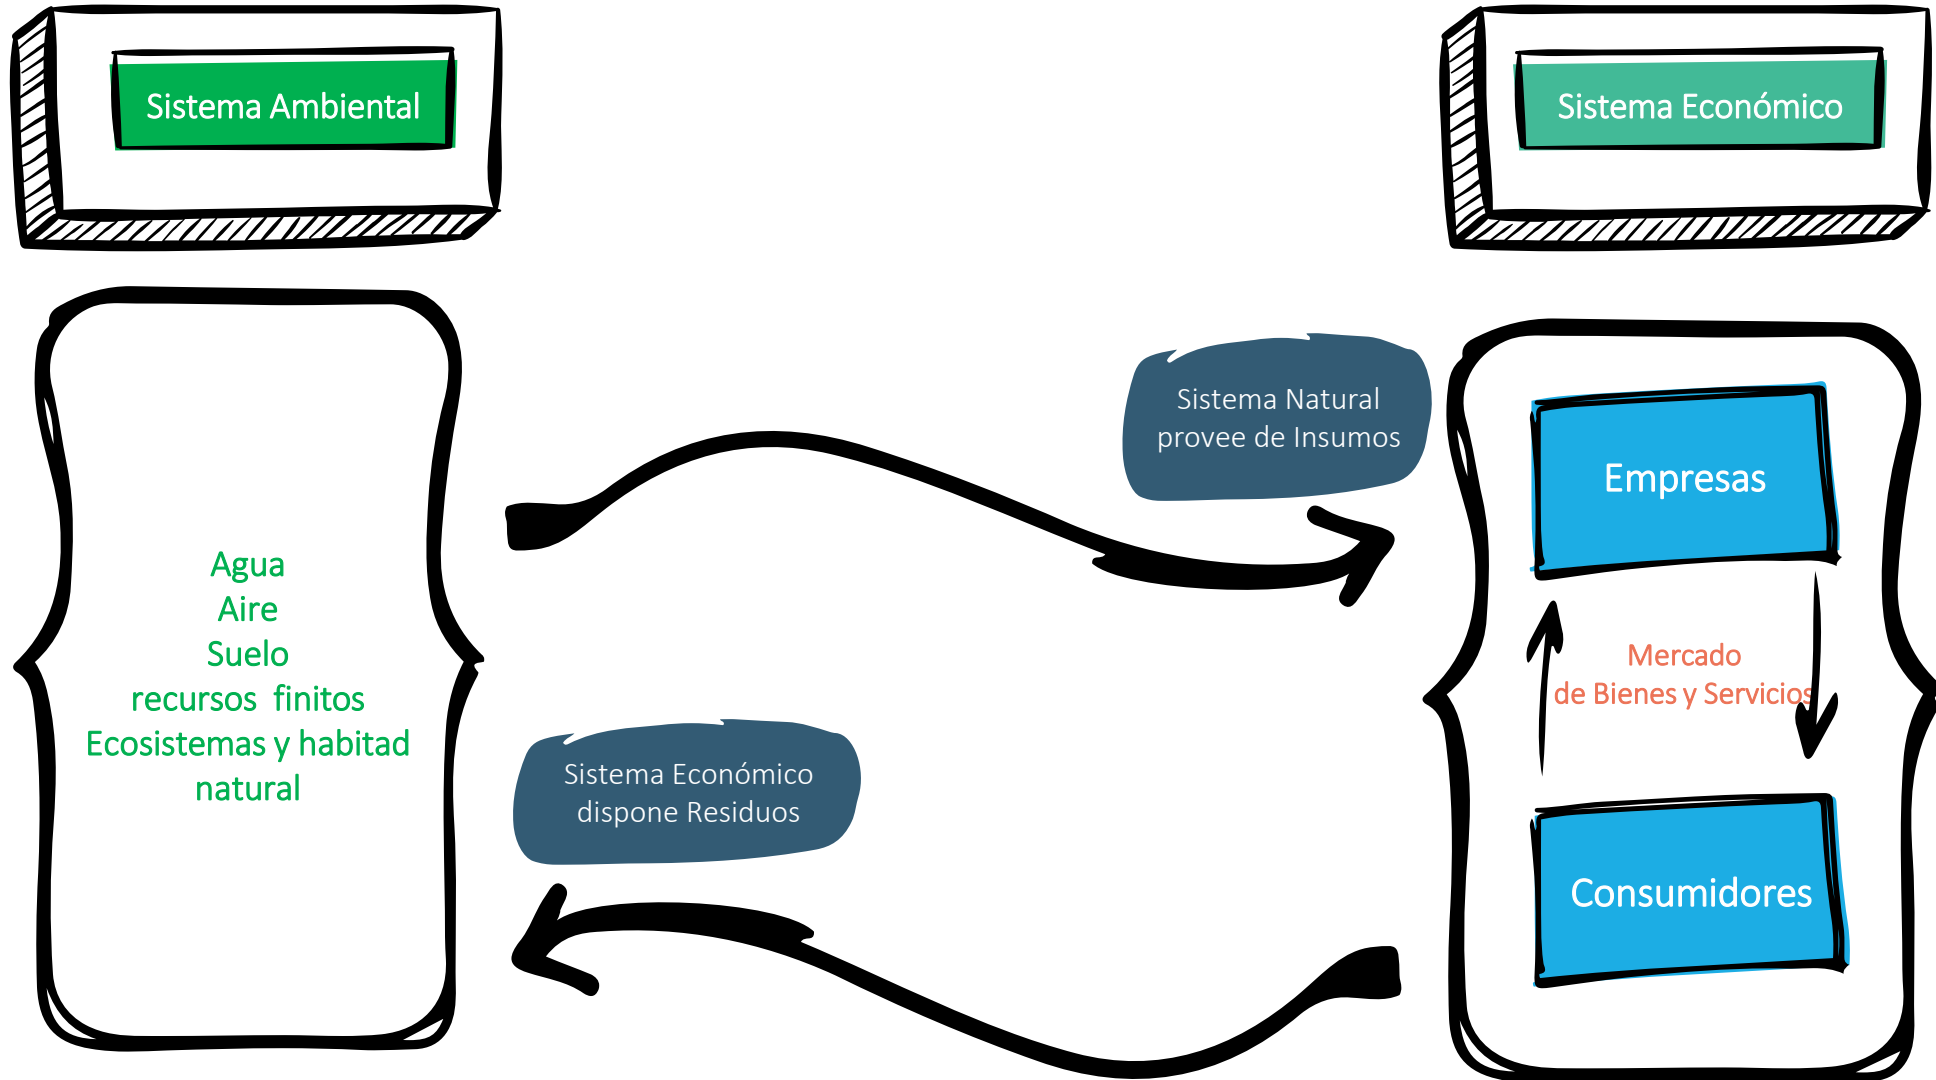 Sistema Ambiental
Sistema Económico
Agua
Aire
Suelo
recursos  finitos
Ecosistemas y habitad
natural
Sistema Natural
provee de Insumos
Sistema Económico
dispone Residuos
Empresas
Mercado
de Bienes y Servicios
Consumidores